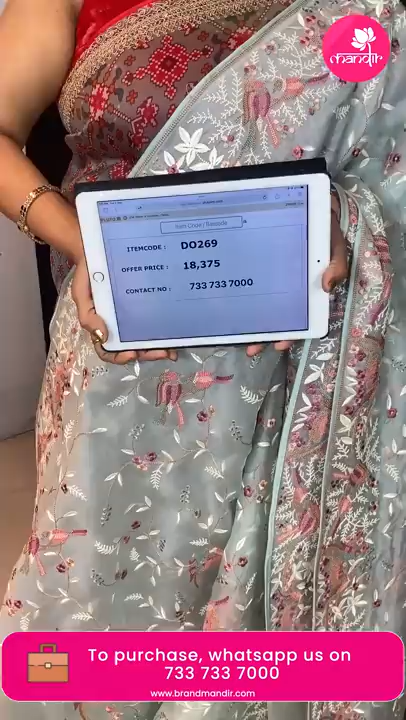 mandir
Item Code / Barcode
ITEMCODE : DO269
OFFER PRICE : 18,375
CONTACT NO : 733 733 7000
To purchase, whatsapp us on
733 733 7000
www.brandmandir.com